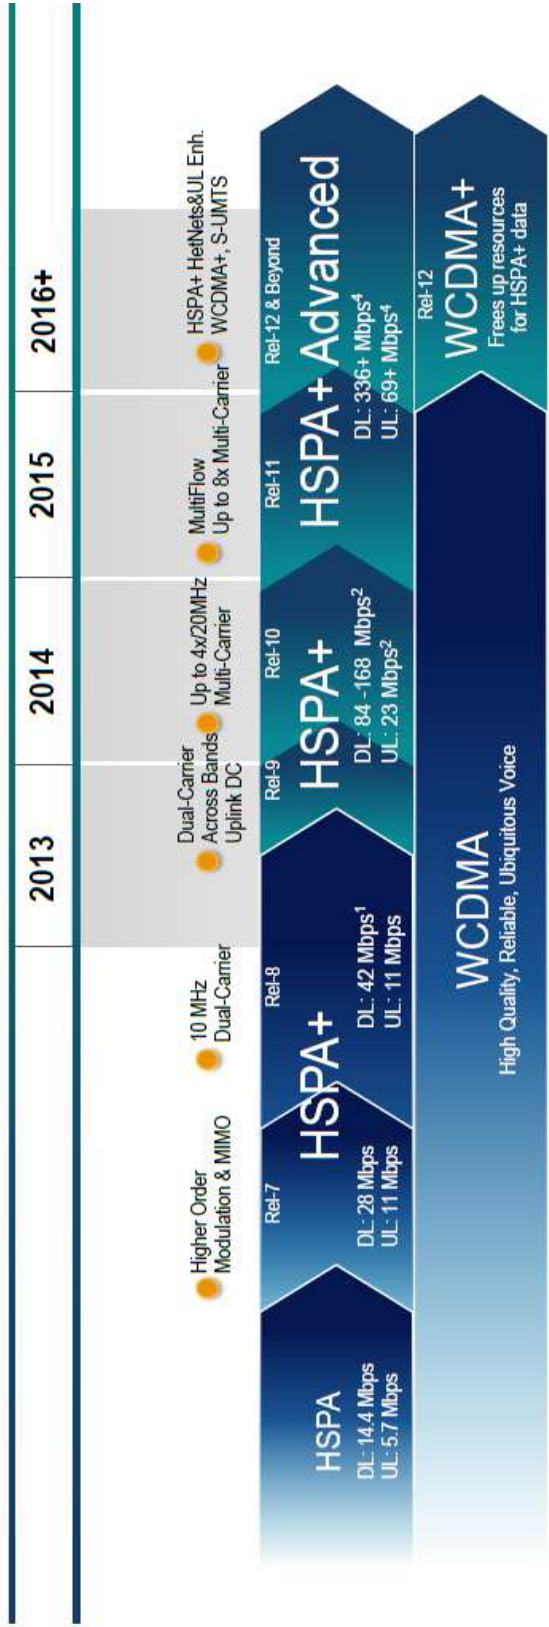 2013
2014
2015
2016+
Higher Order
Modulation & MIMO
10 MHz
Dual-Carrier
Dual-Carrier
Across Bands
Uplink DC
Up to 4x/20MHz
Multi-Carrier
MultiFlow
Up to 8x Multi-Carrier
HSPA+ HetNets&UL Enh.
WCDMA+, S-UMTS
HSPA
DL: 14.4 Mbps
UL: 5.7 Mbps
Rel-7
Rel-8
HSPA+
DL: 28 Mbps
UL: 11 Mbps
DL: 42 Mbps¹
UL: 11 Mbps
Rel-9
Rel-10
HSPA+
DL: 84 -168 Mbps²
UL: 23 Mbps²
Rel-11
Rel-12 & Beyond
HSPA+ Advanced
DL: 336+ Mbps⁴
UL: 69+ Mbps⁴
WCDMA
High Quality, Reliable, Ubiquitous Voice
Rel-12
WCDMA+
Frees up resources
for HSPA+ data